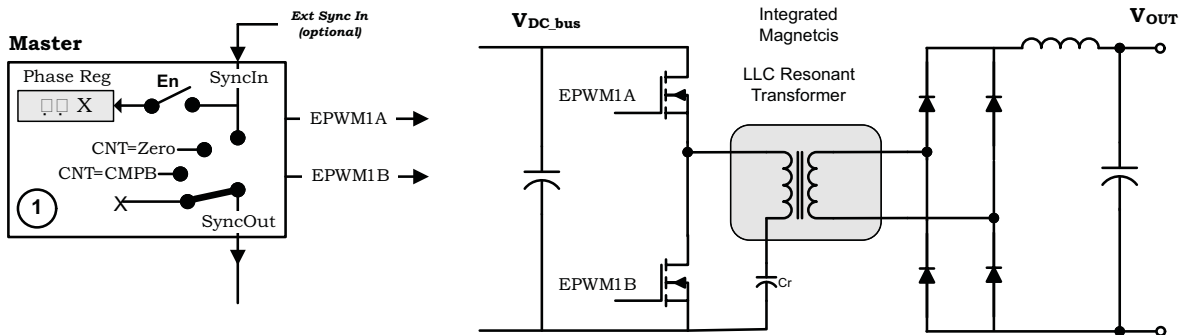 Ext Sync In
(optional)
Master
Phase Reg
En
SyncIn
X
EPWM1A
CNT=Zero
CNT=CMPB
EPWM1B
X
1
SyncOut
VDC_bus
EPWM1A
EPWM1B
Integrated
Magnetcis
LLC Resonant
Transformer
Cr
VOUT